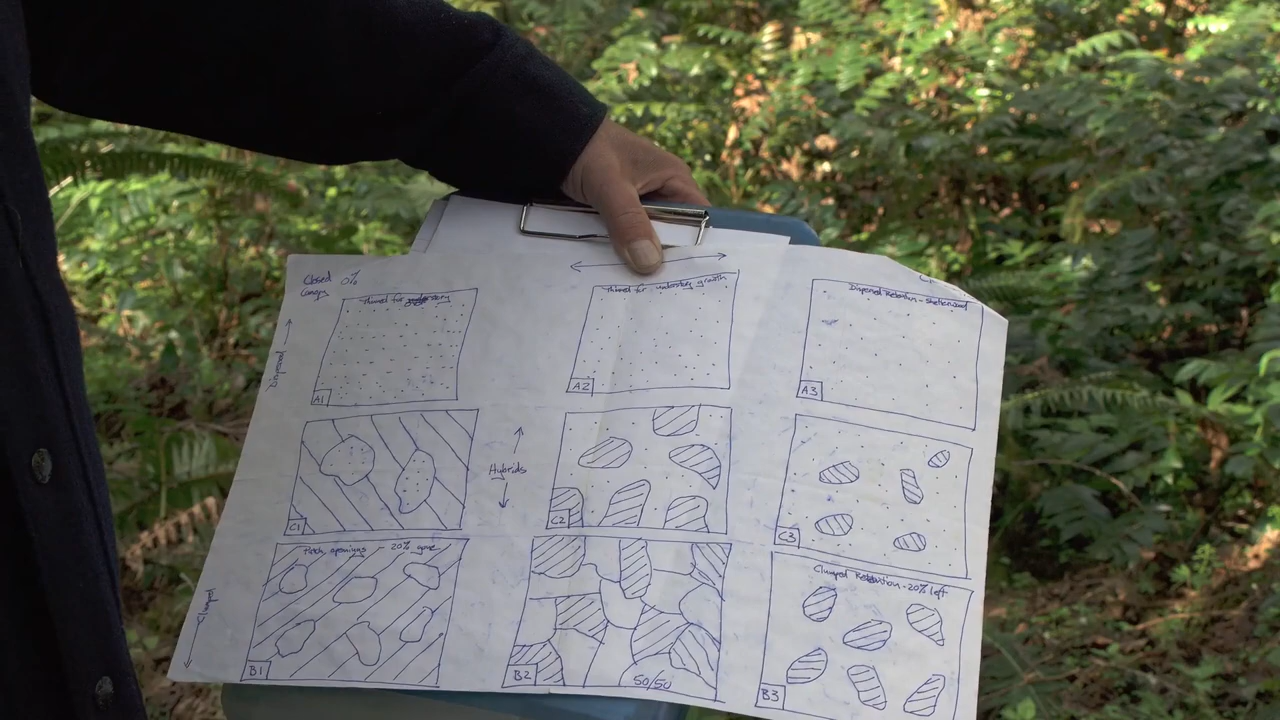 Closed 0%
Canopy
Thinned for
Thinned for understory growth
Dispersed Retention - shelterwood
Dispersed
A1
A2
A3
Hybrids
C1
C2
C3
Patch openings - 20% gone
Clumped Retention - 20% left
Clumped
50/50
B1
B2
B3